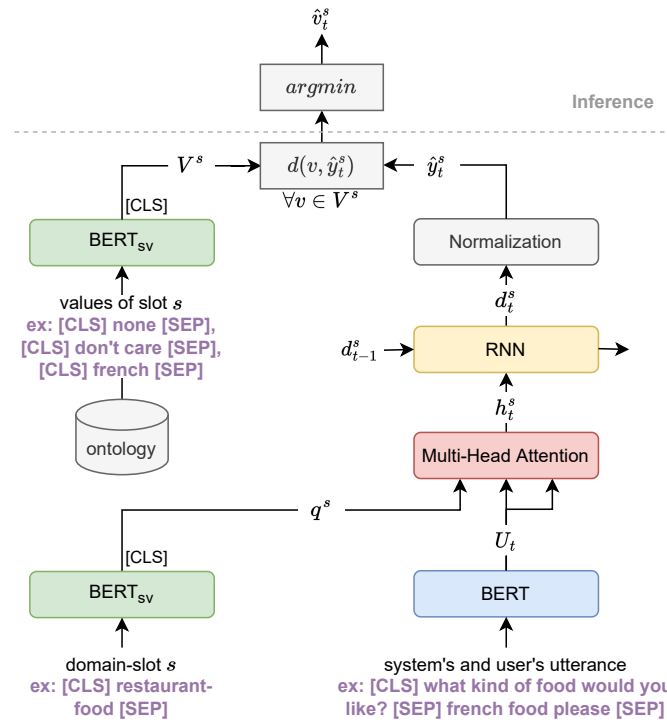 v̂ₜˢ
argmin
Inference
Vˢ
d(v, ŷₜˢ)
ŷₜˢ
∀v ∈ Vˢ
[CLS]
BERTsv
Normalization
values of slot s
ex: [CLS] none [SEP],
[CLS] don't care [SEP],
[CLS] french [SEP]
dₜˢ
dₜ₋₁ˢ
RNN
hₜˢ
ontology
Multi-Head Attention
qˢ
[CLS]
Uₜ
BERTsv
BERT
domain-slot s
ex: [CLS] restaurant-
food [SEP]
system's and user's utterance
ex: [CLS] what kind of food would you
like? [SEP] french food please [SEP]